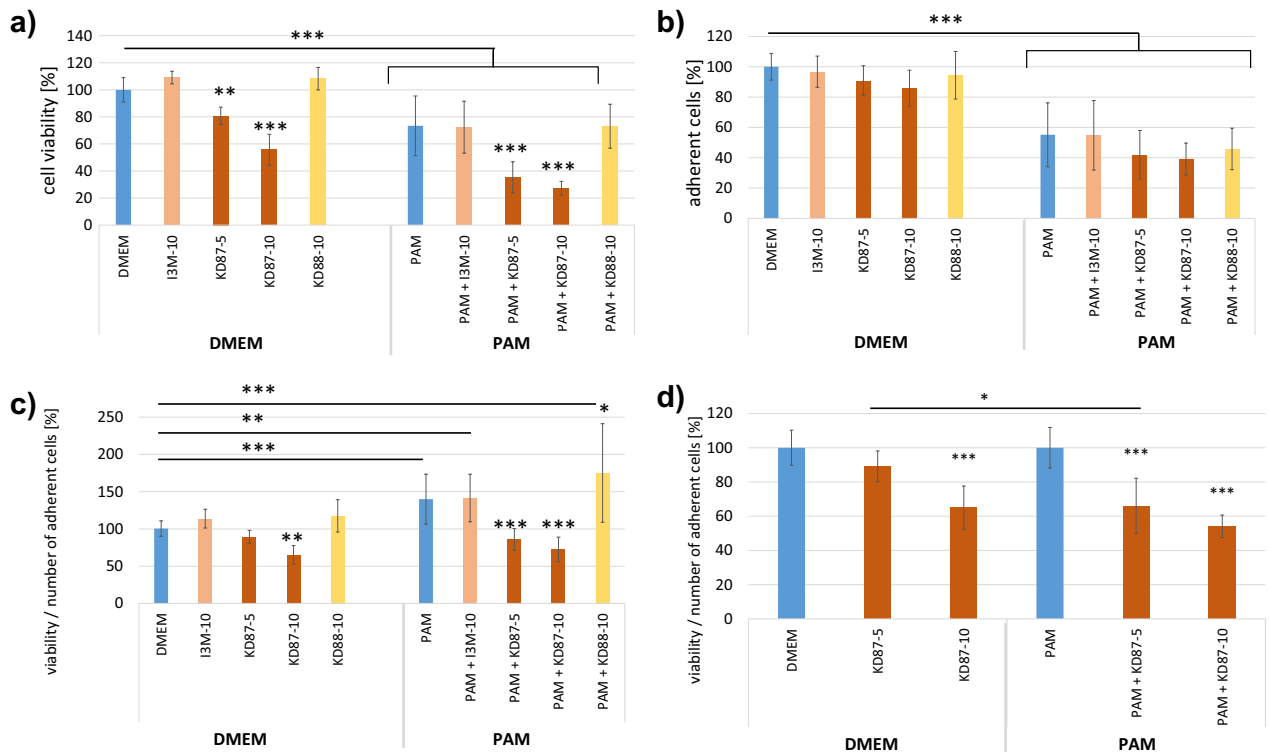 a)
***
cell viability [%]
140
120
100
80
60
40
20
0
**
***
***
***
DMEM
I3M-10
KD87-5
KD87-10
KD88-10
PAM
PAM + I3M-10
PAM + KD87-5
PAM + KD87-10
PAM + KD88-10
DMEM
PAM
b)
***
adherent cells [%]
120
100
80
60
40
20
0
DMEM
I3M-10
KD87-5
KD87-10
KD88-10
PAM
PAM + I3M-10
PAM + KD87-5
PAM + KD87-10
PAM + KD88-10
DMEM
PAM
c)
***
**
***
*
viability / number of adherent cells [%]
250
200
150
100
50
0
**
***
***
DMEM
I3M-10
KD87-5
KD87-10
KD88-10
PAM
PAM + I3M-10
PAM + KD87-5
PAM + KD87-10
PAM + KD88-10
DMEM
PAM
d)
*
viability / number of adherent cells [%]
120
100
80
60
40
20
0
***
***
***
DMEM
KD87-5
KD87-10
PAM
PAM + KD87-5
PAM + KD87-10
DMEM
PAM